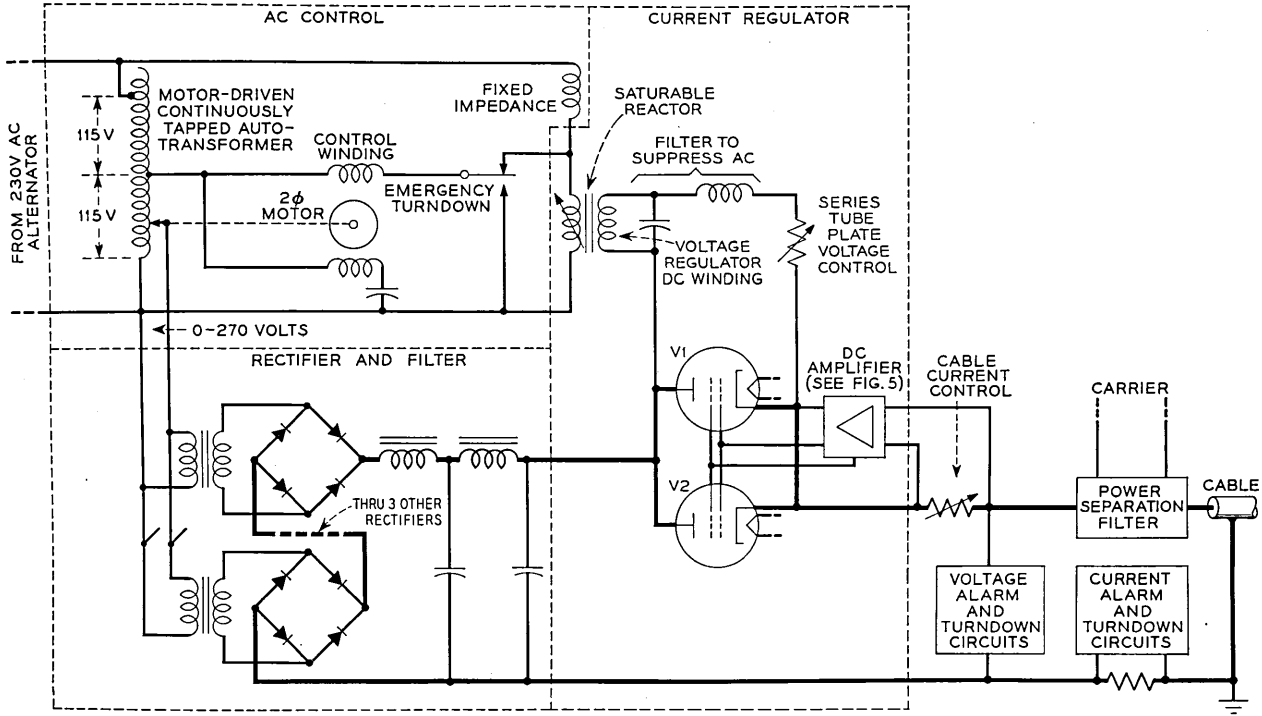 AC CONTROL
CURRENT REGULATOR
FROM 230V AC
ALTERNATOR
115V
115V
MOTOR-DRIVEN
CONTINUOUSLY
TAPPED AUTO-
TRANSFORMER
CONTROL
WINDING
2ϕ
MOTOR
EMERGENCY
TURNDOWN
FIXED
IMPEDANCE
SATURABLE
REACTOR
FILTER TO
SUPPRESS AC
VOLTAGE
REGULATOR
DC WINDING
SERIES
TUBE
PLATE
VOLTAGE
CONTROL
0-270 VOLTS
RECTIFIER AND FILTER
THRU 3 OTHER
RECTIFIERS
V1
V2
DC
AMPLIFIER
(SEE FIG. 5)
CABLE
CURRENT
CONTROL
CARRIER
POWER
SEPARATION
FILTER
CABLE
VOLTAGE
ALARM
AND
TURNDOWN
CIRCUITS
CURRENT
ALARM
AND
TURNDOWN
CIRCUITS